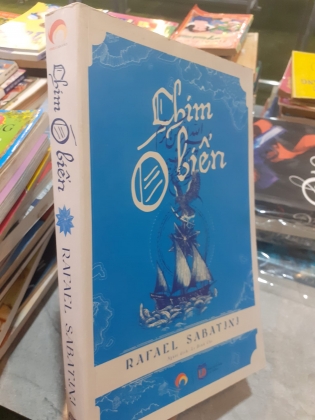 Chim
Ó biển
RAFAEL SABATINI
Chim Ó biển
RAFAEL SABATINI